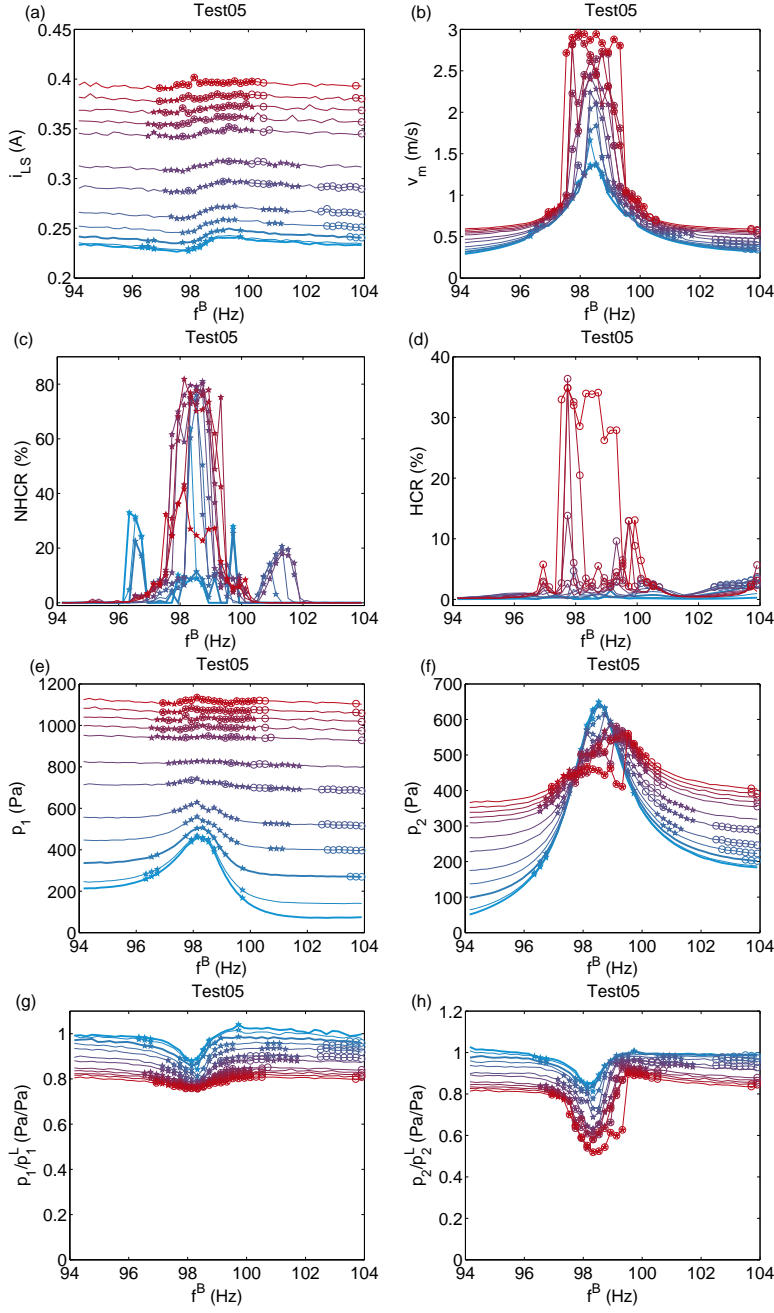 (a) Test05
0.45
0.4
0.35
0.3
0.25
0.2
i_LS (A)
94 96 98 100 102 104
f^B (Hz)
(b) Test05
3
2.5
2
1.5
1
0.5
0
v_m (m/s)
94 96 98 100 102 104
f^B (Hz)
(c) Test05
80
60
40
20
0
NHCR (%)
94 96 98 100 102 104
f^B (Hz)
(d) Test05
40
30
20
10
0
HCR (%)
94 96 98 100 102 104
f^B (Hz)
(e) Test05
1200
1000
800
600
400
200
0
p_1 (Pa)
94 96 98 100 102 104
f^B (Hz)
(f) Test05
700
600
500
400
300
200
100
0
p_2 (Pa)
94 96 98 100 102 104
f^B (Hz)
(g) Test05
1
0.8
0.6
0.4
0.2
0
p_1/p_1^L (Pa/Pa)
94 96 98 100 102 104
f^B (Hz)
(h) Test05
1.2
1
0.8
0.6
0.4
0.2
0
p_2/p_2^L (Pa/Pa)
94 96 98 100 102 104
f^B (Hz)